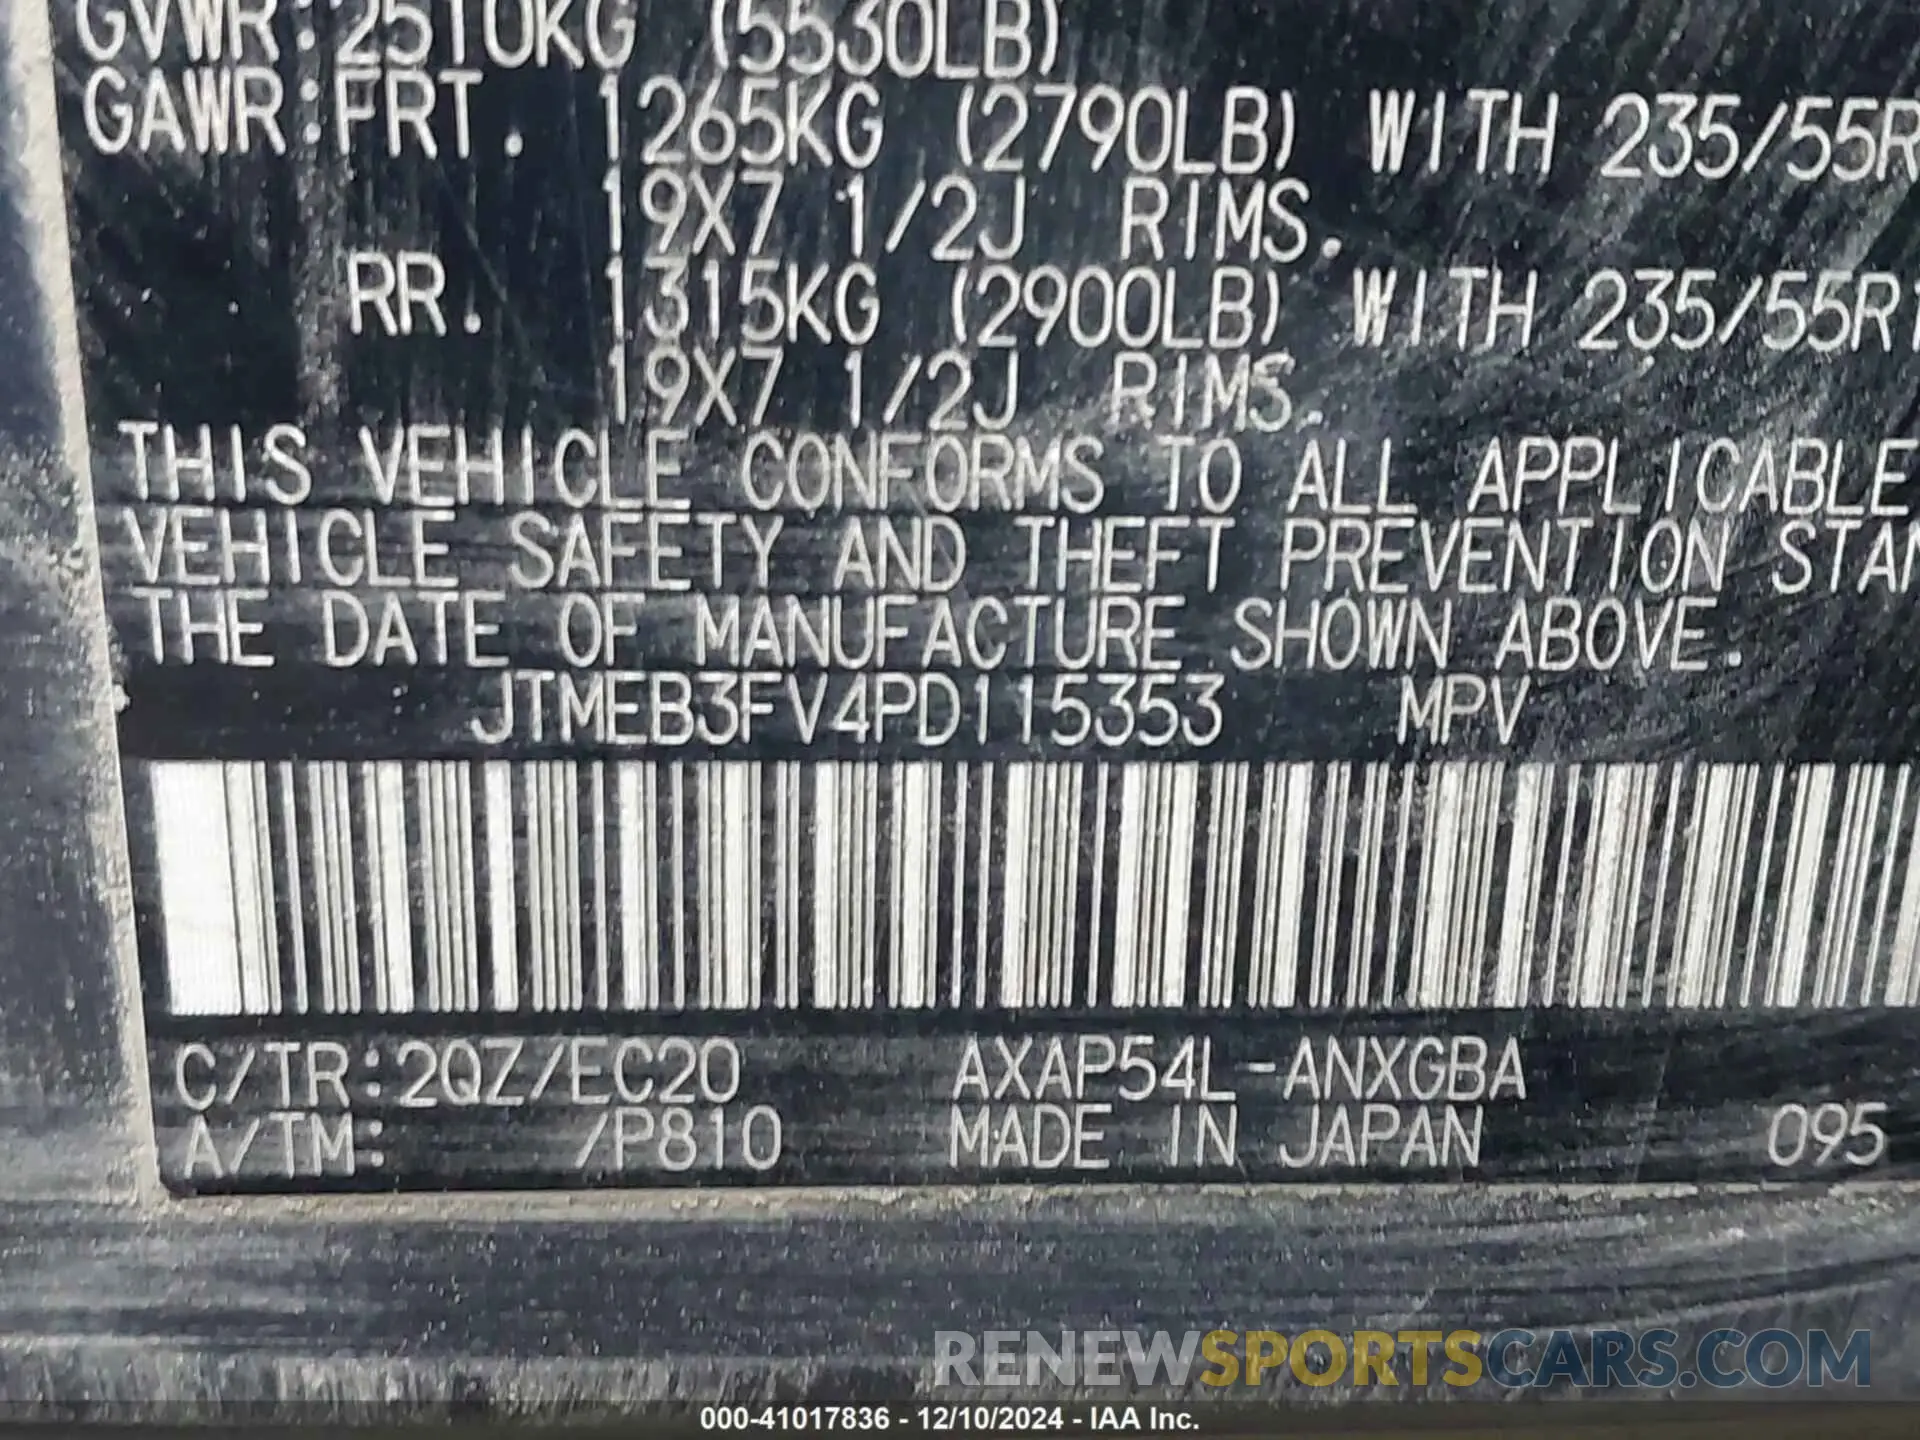 GVWR:2510KG (5530LB)
GAWR:FRT. 1265KG (2790LB) WITH 235/55R
19X7 1/2J RIMS.
RR. 1315KG (2900LB) WITH 235/55R1
19X7 1/2J RIMS.
THIS VEHICLE CONFORMS TO ALL APPLICABLE
VEHICLE SAFETY AND THEFT PREVENTION STAN
THE DATE OF MANUFACTURE SHOWN ABOVE.
JTMEB3FV4PD115353 MPV
C/TR:2QZ/EC20 AXAP54L-ANXGBA
A/TM: /P810 MADE IN JAPAN 095
RENEWSPORTSCARS.COM
000-41017836 - 12/10/2024 - IAA Inc.